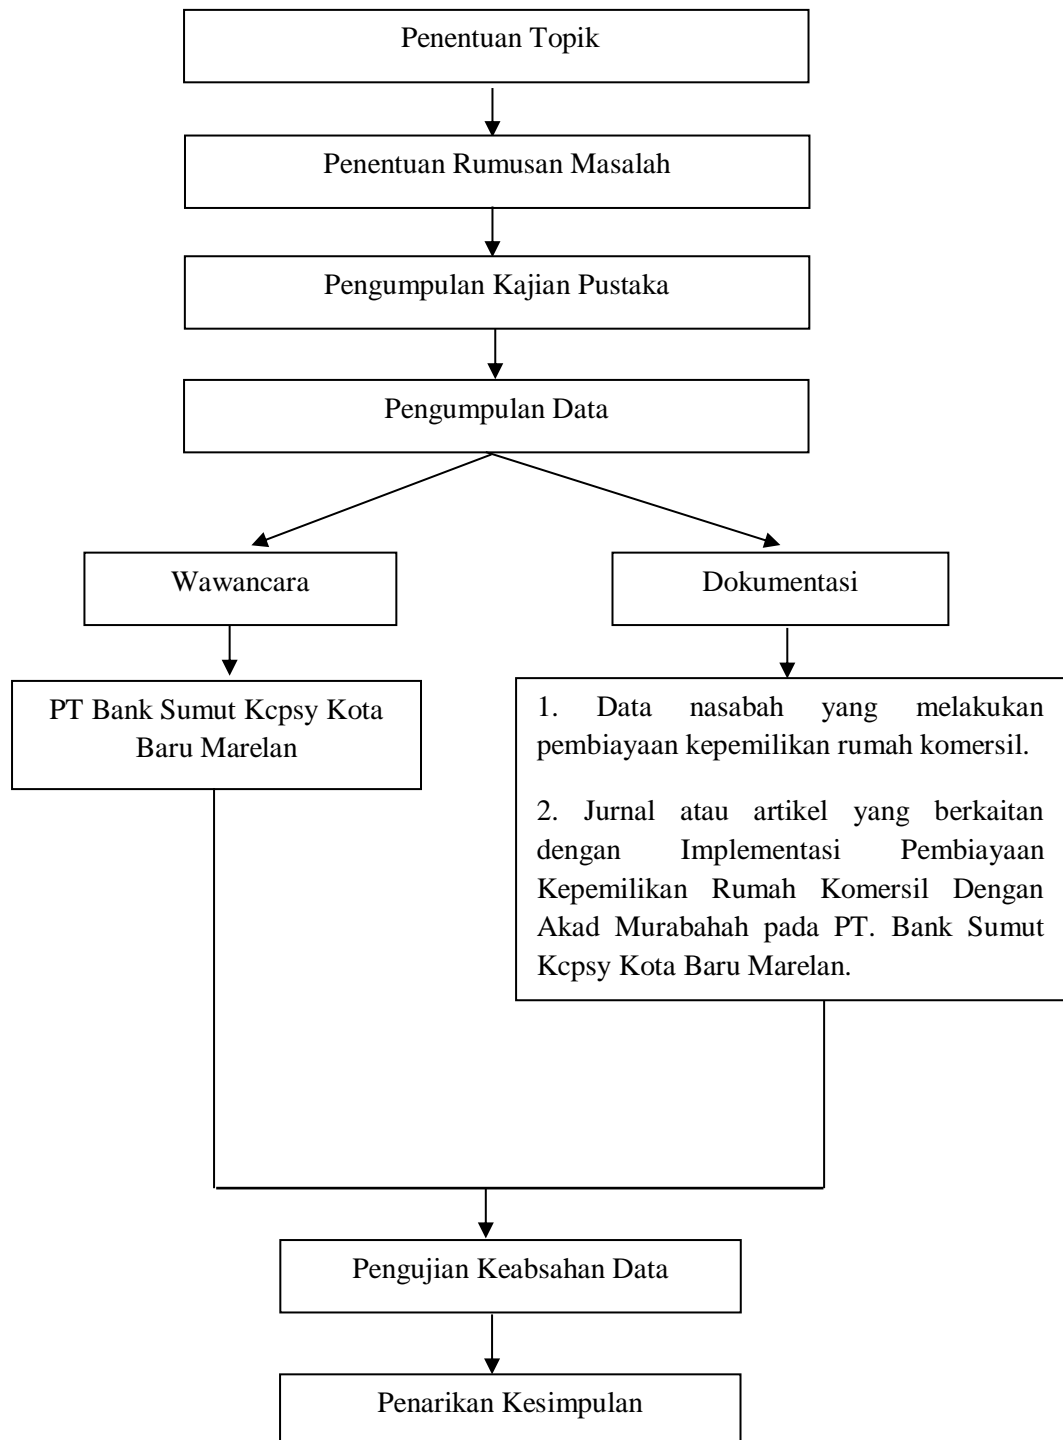 Penentuan Topik
Penentuan Rumusan Masalah
Pengumpulan Kajian Pustaka
Pengumpulan Data
Wawancara
Dokumentasi
PT Bank Sumut Kcpsy Kota
Baru Marelan
1. Data nasabah yang melakukan
pembiayaan kepemilikan rumah komersil.
2. Jurnal atau artikel yang berkaitan
dengan Implementasi Pembiayaan
Kepemilikan Rumah Komersil Dengan
Akad Murabahah pada PT. Bank Sumut
Kcpsy Kota Baru Marelan.
Pengujian Keabsahan Data
Penarikan Kesimpulan